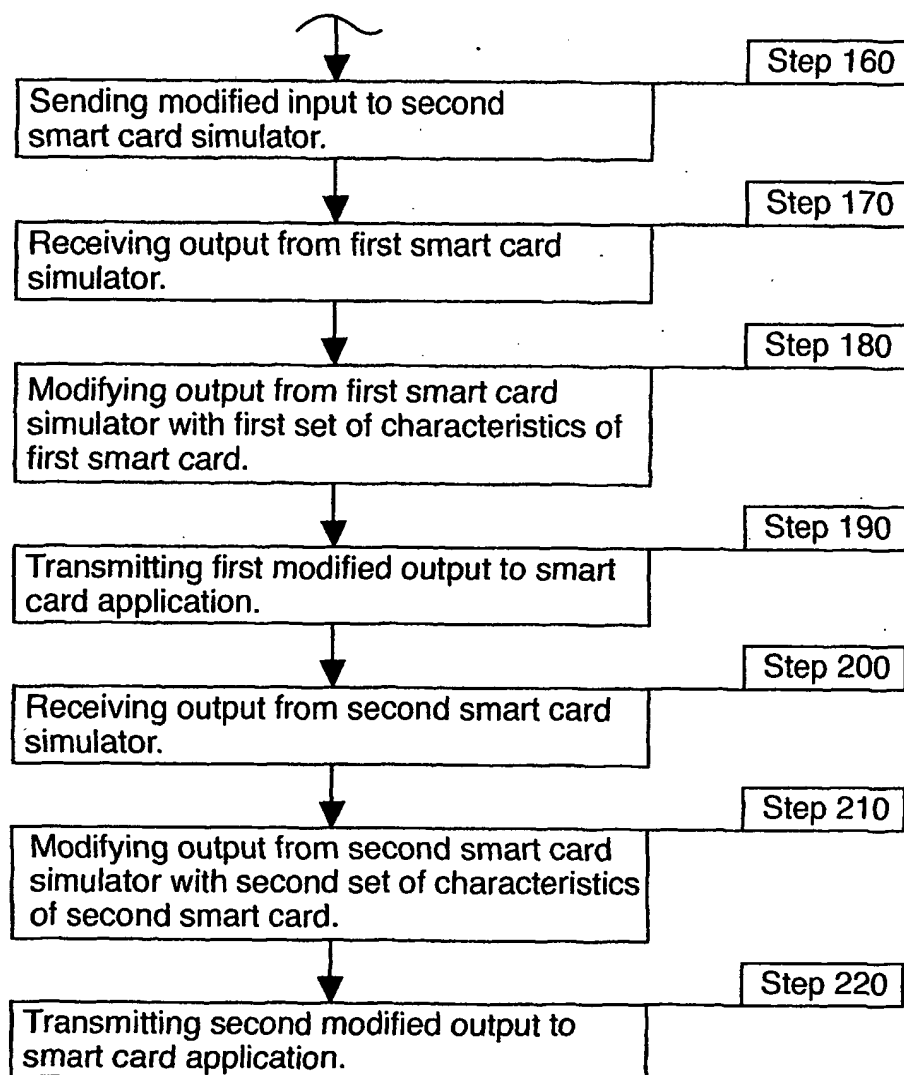 Step 160
Sending modified input to second
smart card simulator.
Step 170
Receiving output from first smart card
simulator.
Step 180
Modifying output from first smart card
simulator with first set of characteristics of
first smart card.
Step 190
Transmitting first modified output to smart
card application.
Step 200
Receiving output from second smart card
simulator.
Step 210
Modifying output from second smart card
simulator with second set of characteristics
of second smart card.
Step 220
Transmitting second modified output to
smart card application.